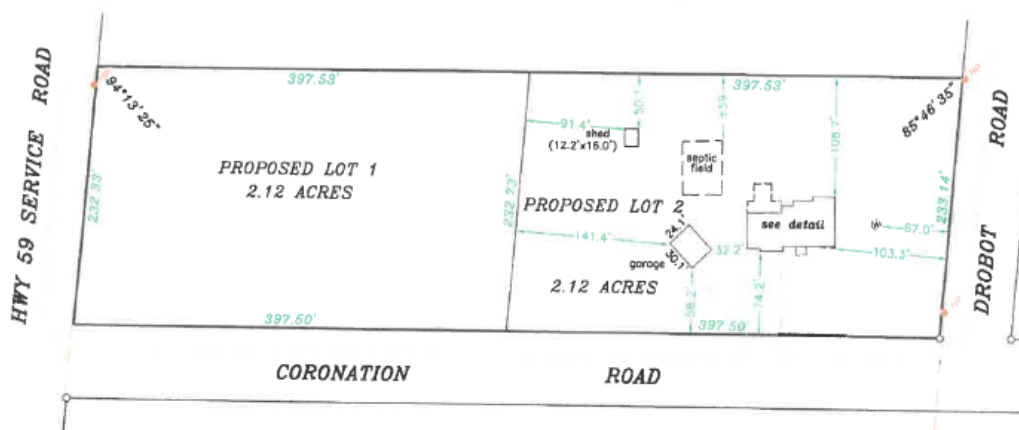 HWY 59 SERVICE ROAD
94°13'25"
232.33'
397.53'
PROPOSED LOT 1
2.12 ACRES
397.50'
232.73'
397.53'
91.4'
50.1
shed
(12.2'x16.0')
±59
septic
field
108.7'
85°46'35"
PROPOSED LOT 2
see detail
67.0'
103.3'
233.14'
141.4'
24.1'
30.1'
garage
32.2'
2.12 ACRES
58.2'
74.2'
397.50'
DROBOT ROAD
CORONATION ROAD